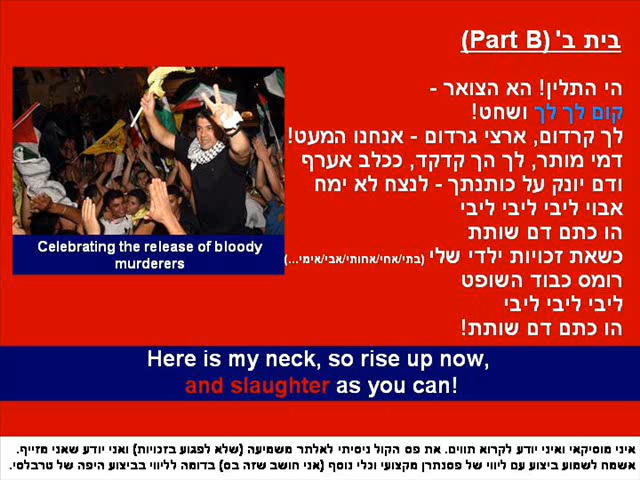 בית ב' (Part B)
הי התלין! הא הצואר -
קום לך לך ושחט!
לך קרדום, ארצי גרדום - אנחנו המעט!
דמי מותר, לך הך קדקד, ככלב אערף
ודם יונק על כותנתך - לנצח לא ימח
אבוי ליבי ליבי ליבי
הו כתם דם שותת
כשאת זכויות ילדי שלי (בתי/אחי/אחותי/אבי/אימי...)
רומס כבוד השופט
ליבי ליבי ליבי
הו כתם דם שותת!
Celebrating the release of bloody
murderers
Here is my neck, so rise up now,
and slaughter as you can!
איני מוסיקאי ואיני יודע לקרוא תווים. את פס הקול ניסיתי לאלתר משמיעה (שלא לפגוע בזכויות) ואני יודע שאני מזייף.
אשמח לשמוע ביצוע עם ליווי של פסנתרן מקצועי וכלי נוסף (אני חושב שזה בס) בדומה לליווי בביצוע היפה של טרבלסי.